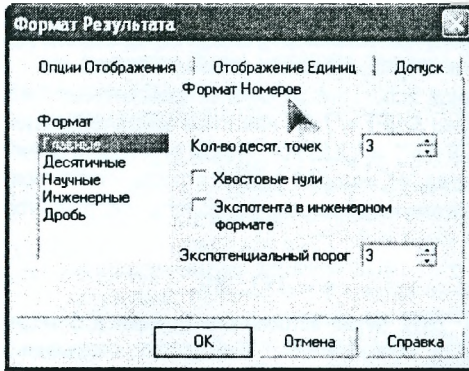 Формат Результата
Опции Отображения
Отображение Единиц
Допуск
Формат Номеров
Формат
Главные
Десятичные
Научные
Инженерные
Дробь
Кол-во десят. точек 3
Хвостовые нули
Экспотента в инженерном
формате
Экспотенциальный порог 3
OK
Отмена
Справка